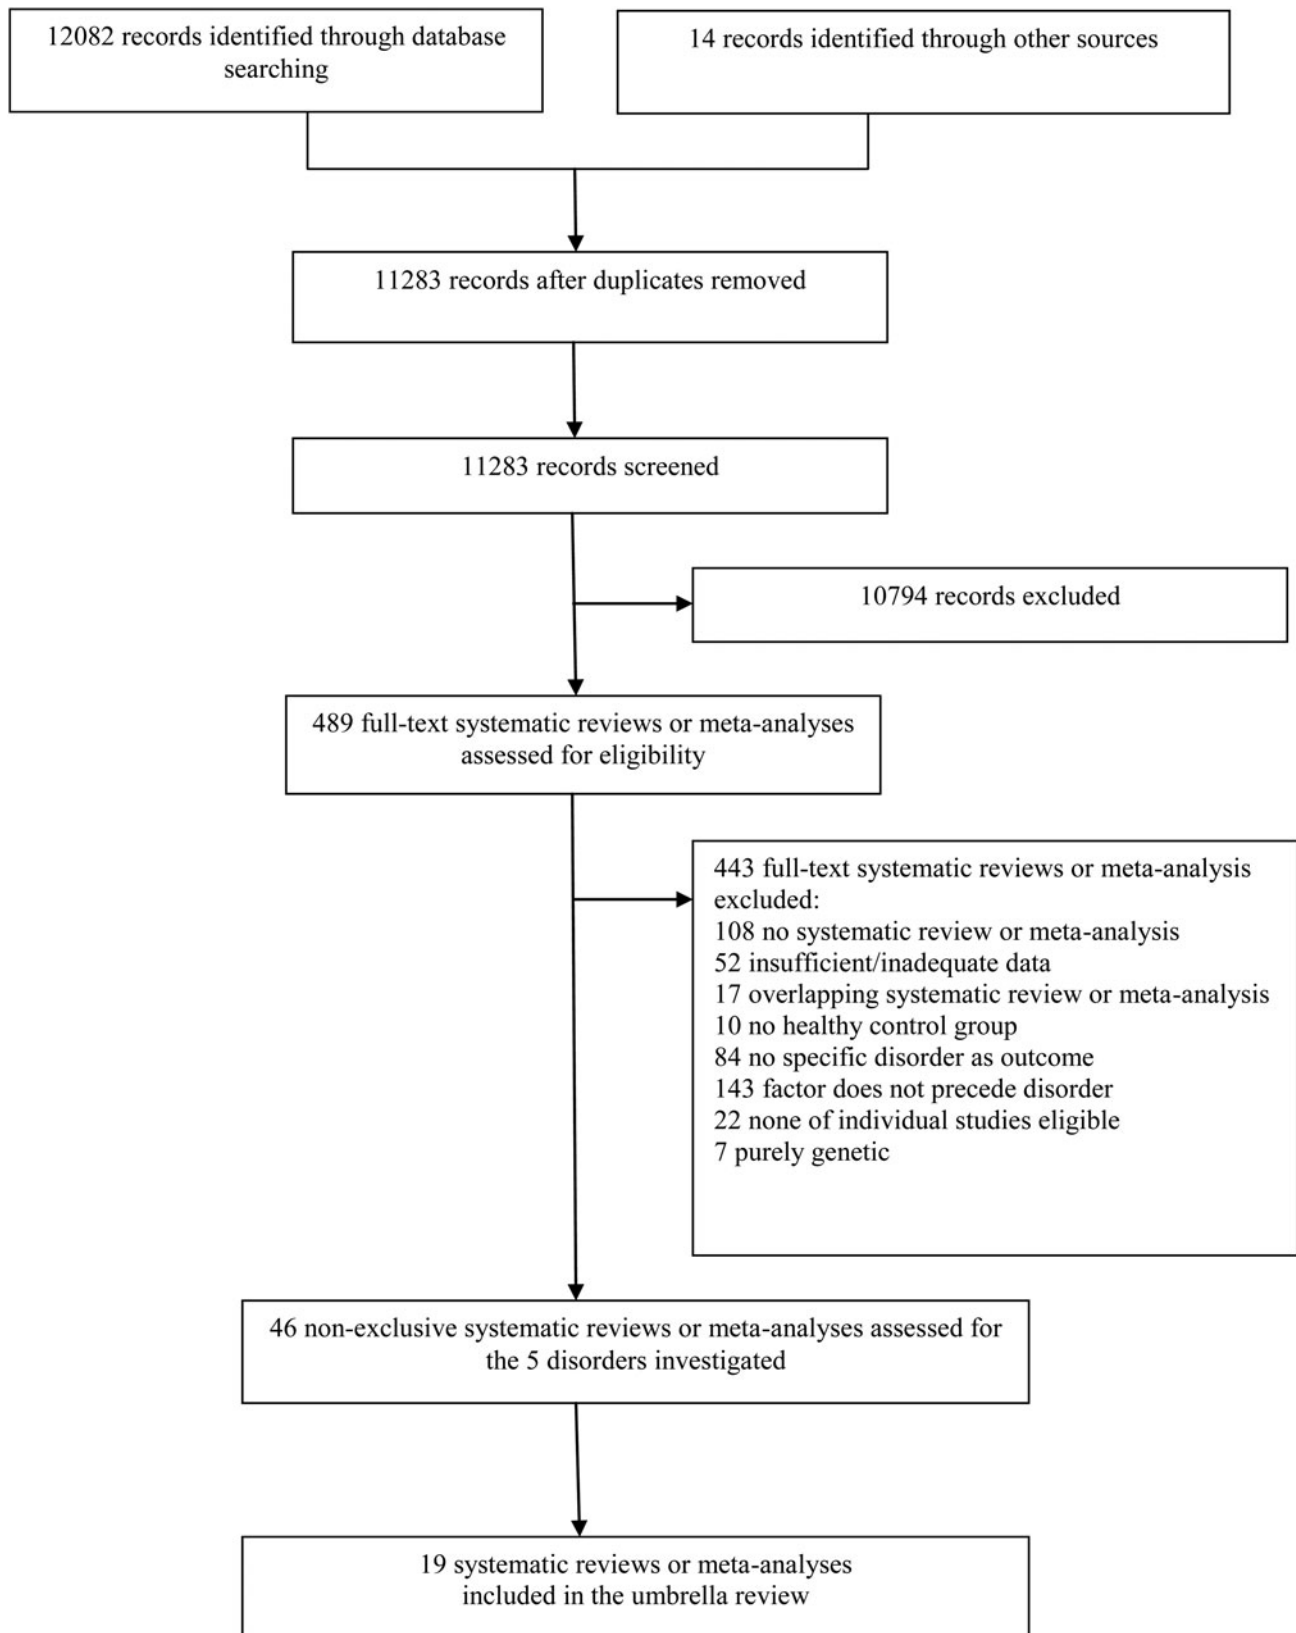 12082 records identified through database
searching
14 records identified through other sources
11283 records after duplicates removed
11283 records screened
10794 records excluded
489 full-text systematic reviews or meta-analyses
assessed for eligibility
443 full-text systematic reviews or meta-analysis
excluded:
108 no systematic review or meta-analysis
52 insufficient/inadequate data
17 overlapping systematic review or meta-analysis
10 no healthy control group
84 no specific disorder as outcome
143 factor does not precede disorder
22 none of individual studies eligible
7 purely genetic
46 non-exclusive systematic reviews or meta-analyses assessed for
the 5 disorders investigated
19 systematic reviews or meta-analyses
included in the umbrella review